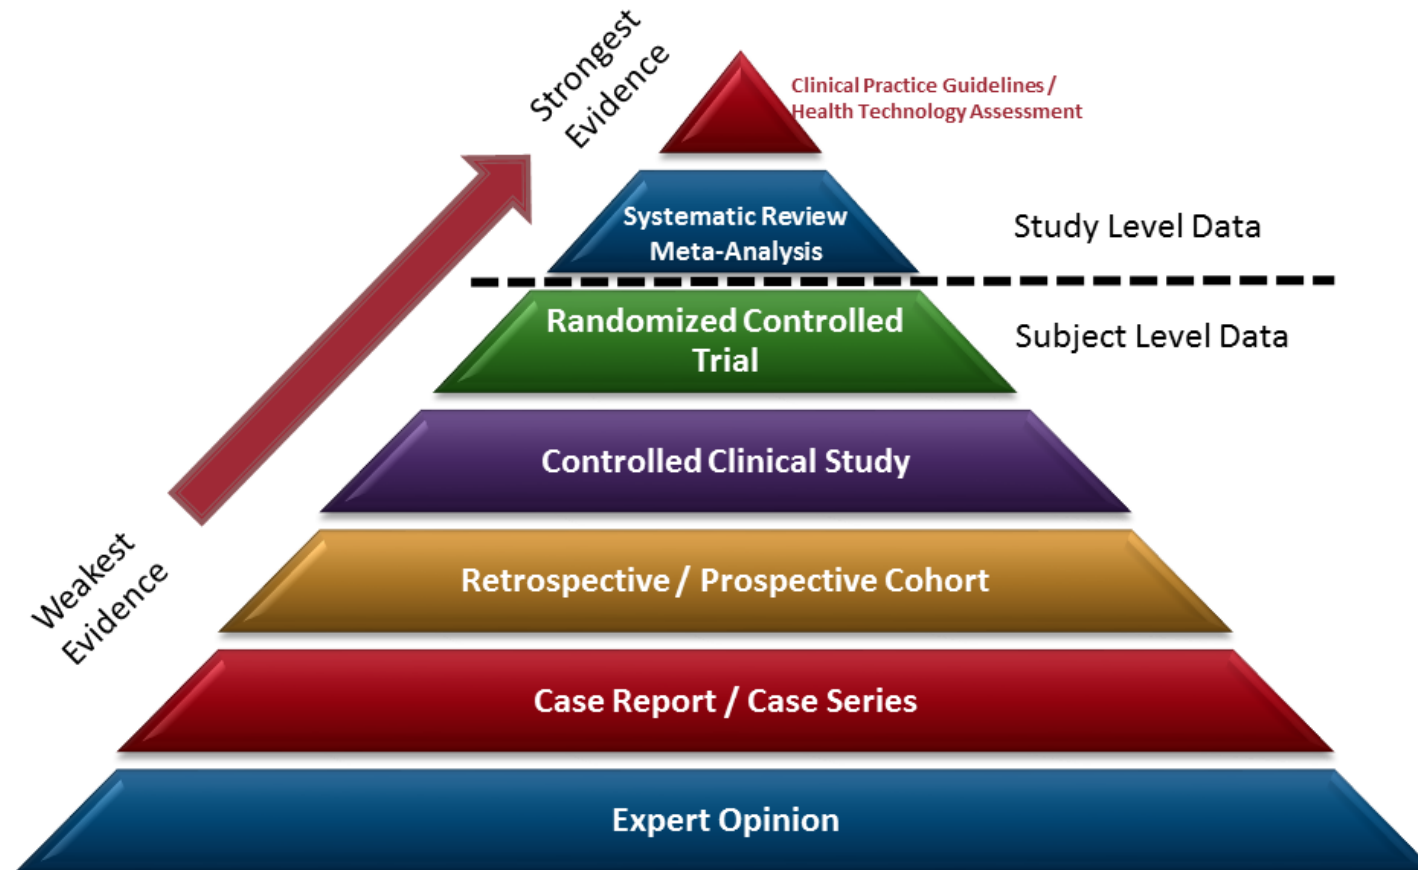 Strongest
Evidence
Clinical Practice Guidelines /
Health Technology Assessment
Systematic Review
Meta-Analysis
Study Level Data
Randomized Controlled
Trial
Subject Level Data
Controlled Clinical Study
Weakest
Evidence
Retrospective / Prospective Cohort
Case Report / Case Series
Expert Opinion